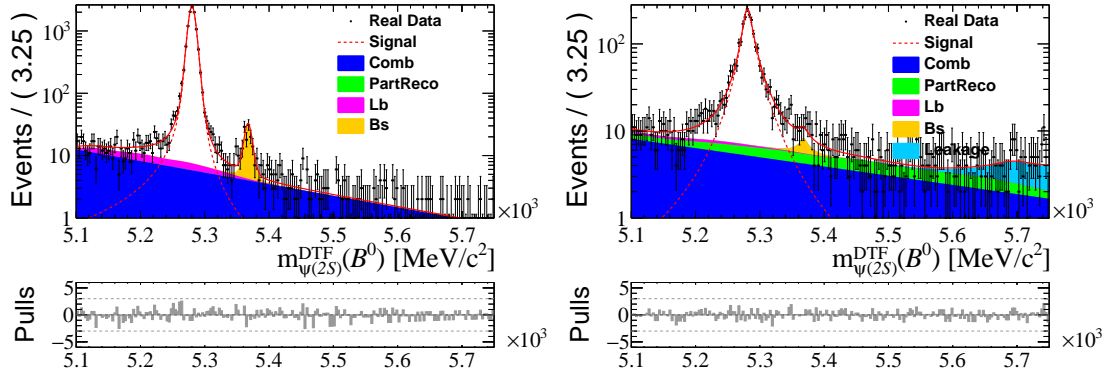 Events / ( 3.25
10³
10²
10
1
Real Data
Signal
Comb
PartReco
Lb
Bs
5.1 5.2 5.3 5.4 5.5 5.6 5.7
×10³
m^DTF_ψ(2S)(B⁰) [MeV/c²]
Pulls
5
0
−5
5.1 5.2 5.3 5.4 5.5 5.6 5.7
×10³
Events / ( 3.25
10²
10
1
Real Data
Signal
Comb
PartReco
Lb
Bs
Leakage
5.1 5.2 5.3 5.4 5.5 5.6 5.7
×10³
m^DTF_ψ(2S)(B⁰) [MeV/c²]
Pulls
5
0
−5
5.1 5.2 5.3 5.4 5.5 5.6 5.7
×10³